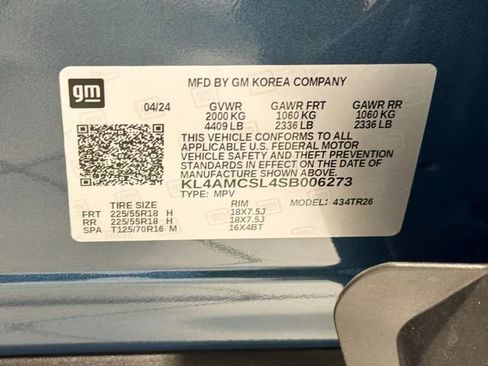 gm
MFD BY GM KOREA COMPANY
04/24 GVWR GAWR FRT GAWR RR
2000 KG 1060 KG 1060 KG
4409 LB 2336 LB 2336 LB
THIS VEHICLE CONFORMS TO ALL
APPLICABLE U.S. FEDERAL MOTOR
VEHICLE SAFETY AND THEFT PREVENTION
STANDARDS IN EFFECT ON THE DATE OF
MANUFACTURE SHOWN ABOVE.
KL4AMCSL4SB006273
TYPE: MPV MODEL: 434TR26
TIRE SIZE RIM
FRT 225/55R18 H 18X7.5J
RR 225/55R18 H 18X7.5J
SPA T125/70R16 M 16X4BT